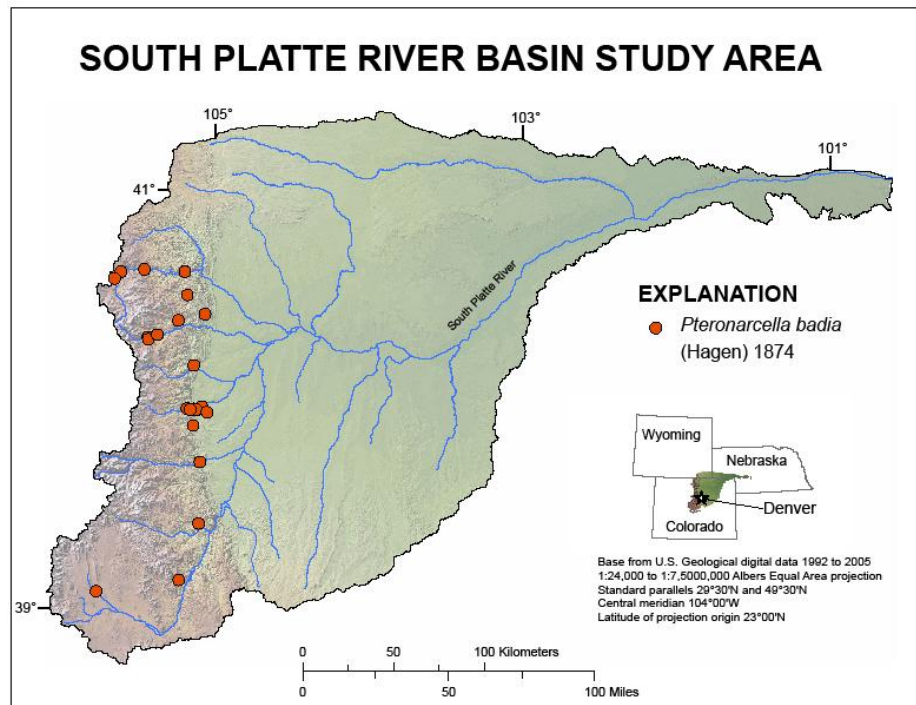 SOUTH PLATTE RIVER BASIN STUDY AREA
105°
103°
101°
41°
South Platte River
EXPLANATION
Pteronarcella badia
(Hagen) 1874
Wyoming
Nebraska
Denver
Colorado
Base from U.S. Geological digital data 1992 to 2005
1:24,000 to 1:7,5000,000 Albers Equal Area projection
Standard parallels 29°30'N and 49°30'N
Central meridian 104°00'W
Latitude of projection origin 23°00'N
39°
0 50 100 Kilometers
0 50 100 Miles